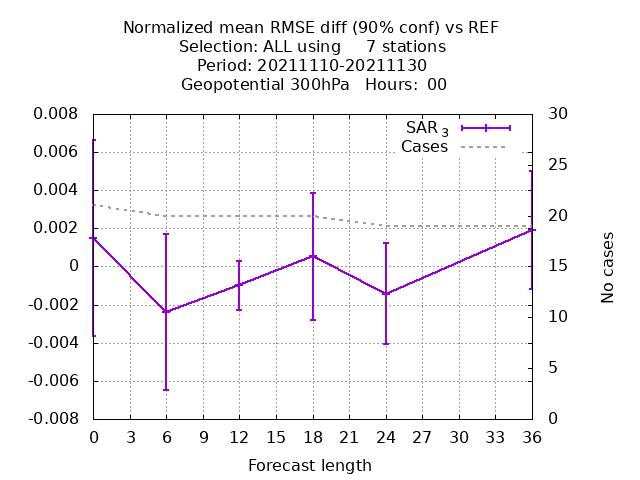 Normalized mean RMSE diff (90% conf) vs REF
Selection: ALL using     7 stations
Period: 20211110-20211130
Geopotential 300hPa   Hours:  00
SAR 3
Cases
0.008
0.006
0.004
0.002
0
-0.002
-0.004
-0.006
-0.008
30
25
20
15
10
5
0
No cases
0 3 6 9 12 15 18 21 24 27 30 33 36
Forecast length